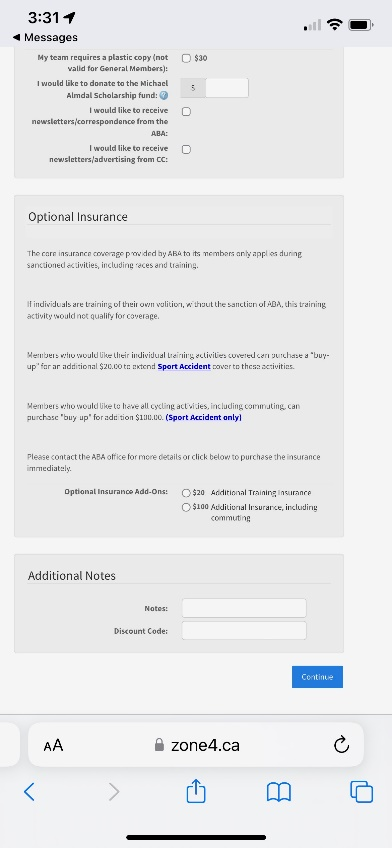 3:31
Messages
My team requires a plastic copy (not
valid for General Members):
$30
I would like to donate to the Michael
Almdal Scholarship fund:
$
I would like to receive
newsletters/correspondence from the
ABA:
I would like to receive
newsletters/advertising from CC:
Optional Insurance
The core insurance coverage provided by ABA to its members only applies during
sanctioned activities, including races and training.
If individuals are training of their own volition, without the sanction of ABA, this training
activity would not qualify for coverage.
Members who would like their individual training activities covered can purchase a "buy-
up" for an additional $20.00 to extend Sport Accident cover to these activities.
Members who would like to have all cycling activities, including commuting, can
purchase "buy up" for addition $100.00. (Sport Accident only)
Please contact the ABA office for more details or click below to purchase the insurance
immediately.
Optional Insurance Add-Ons:
$20 Additional Training Insurance
$100 Additional Insurance, including
commuting
Additional Notes
Notes:
Discount Code:
Continue
AA
zone4.ca